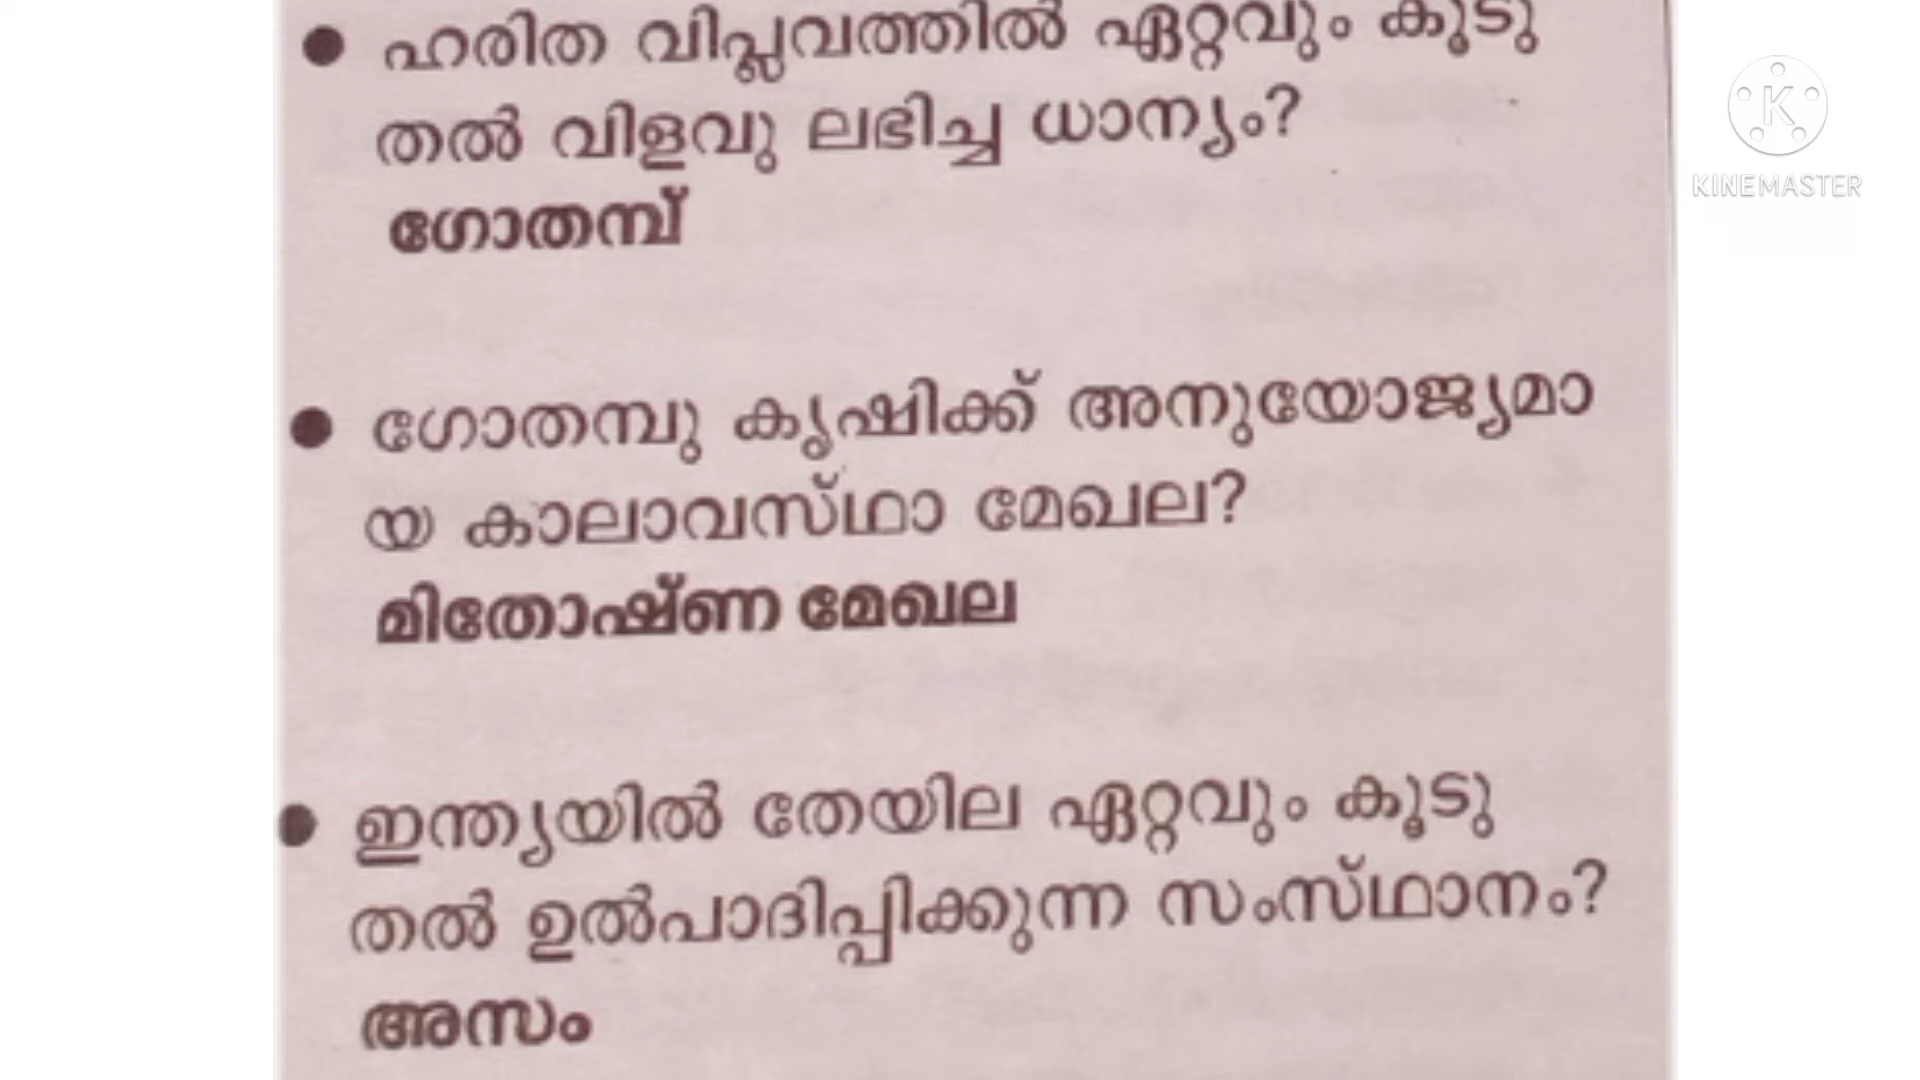 ● ഹരിത വിപ്ലവത്തിൽ ഏറ്റവും കൂടു
തൽ വിളവു ലഭിച്ച ധാന്യം?
ഗോതമ്പ്
● ഗോതമ്പു കൃഷിക്ക് അനുയോജ്യമാ
യ കാലാവസ്ഥാ മേഖല?
മിതോഷ്ണ മേഖല
● ഇന്ത്യയിൽ തേയില ഏറ്റവും കൂടു
തൽ ഉൽപാദിപ്പിക്കുന്ന സംസ്ഥാനം?
അസം
K
KINEMASTER